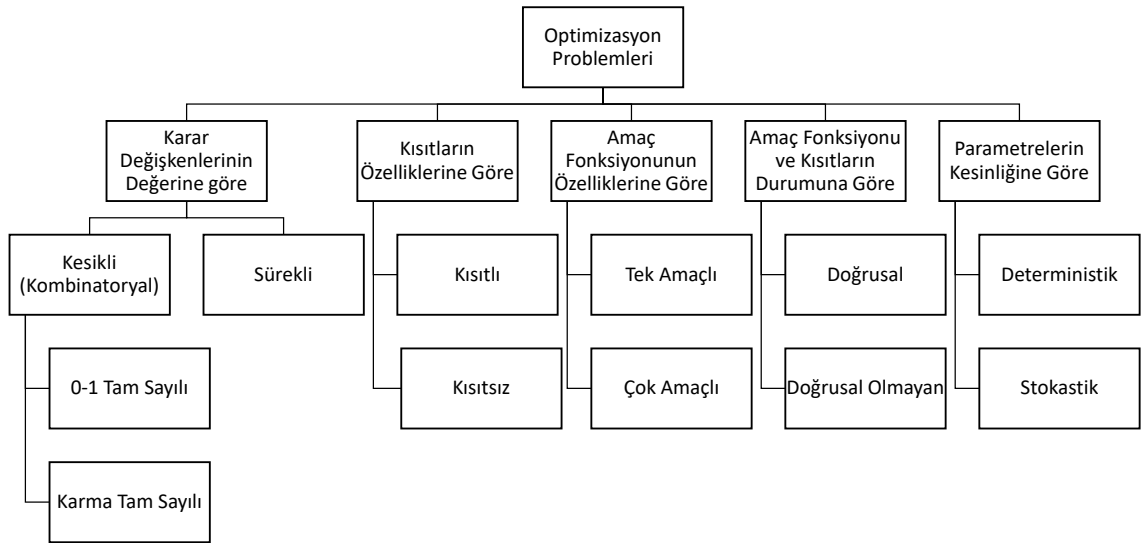 Optimizasyon
Problemleri
Karar
Değişkenlerinin
Değerine göre
Kısıtların
Özelliklerine Göre
Amaç
Fonksiyonunun
Özelliklerine Göre
Amaç Fonksiyonu
ve Kısıtların
Durumuna Göre
Parametrelerin
Kesinliğine Göre
Kesikli
(Kombinatoryal)
Sürekli
Kısıtlı
Tek Amaçlı
Doğrusal
Deterministik
0-1 Tam Sayılı
Kısıtsız
Çok Amaçlı
Doğrusal Olmayan
Stokastik
Karma Tam Sayılı